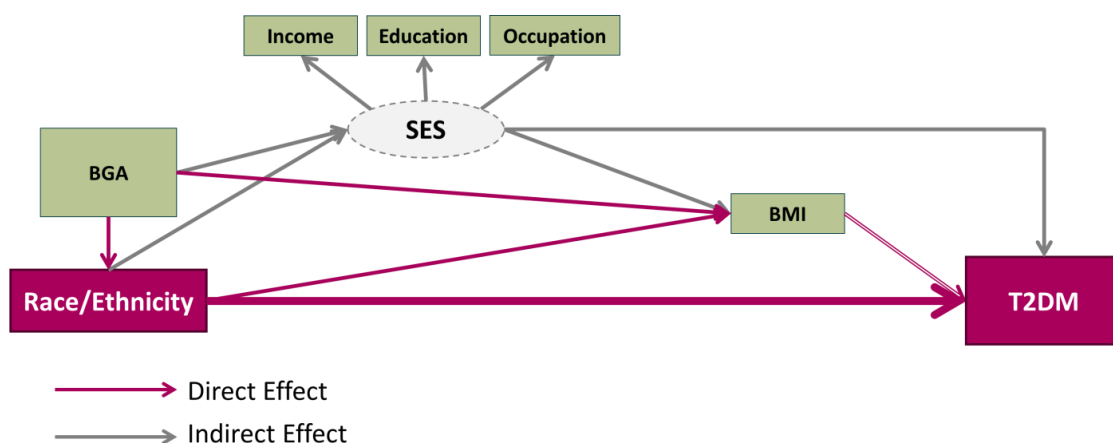 Income
Education
Occupation
SES
BGA
BMI
Race/Ethnicity
T2DM
Direct Effect
Indirect Effect